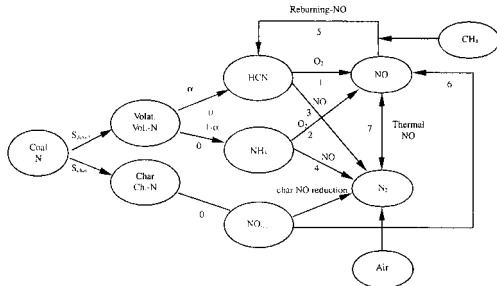 Reburning-NO
5
CH₄
α
HCN
O₂
1
NO
6
Volat.
Vol.-N
0
NO
3
1-α
0
O₂
2
7
Thermal
NO
Coal
N
NH₃
NO
4
Char
Ch.-N
char NO reduction
N₂
0
NO
Air